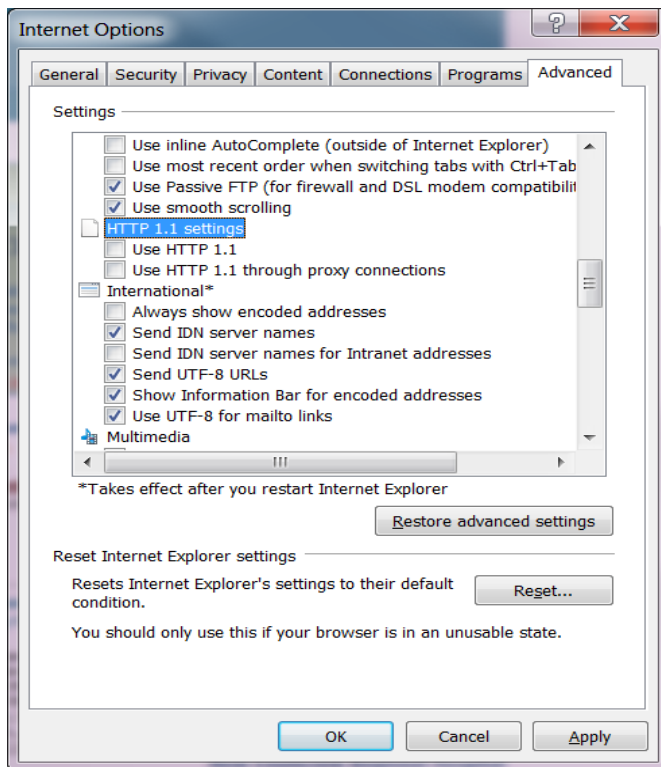 Internet Options
General Security Privacy Content Connections Programs Advanced
Settings
Use inline AutoComplete (outside of Internet Explorer)
Use most recent order when switching tabs with Ctrl+Tab
Use Passive FTP (for firewall and DSL modem compatibilit
Use smooth scrolling
HTTP 1.1 settings
Use HTTP 1.1
Use HTTP 1.1 through proxy connections
International*
Always show encoded addresses
Send IDN server names
Send IDN server names for Intranet addresses
Send UTF-8 URLs
Show Information Bar for encoded addresses
Use UTF-8 for mailto links
Multimedia
*Takes effect after you restart Internet Explorer
Restore advanced settings
Reset Internet Explorer settings
Resets Internet Explorer's settings to their default
condition.
Reset...
You should only use this if your browser is in an unusable state.
OK Cancel Apply